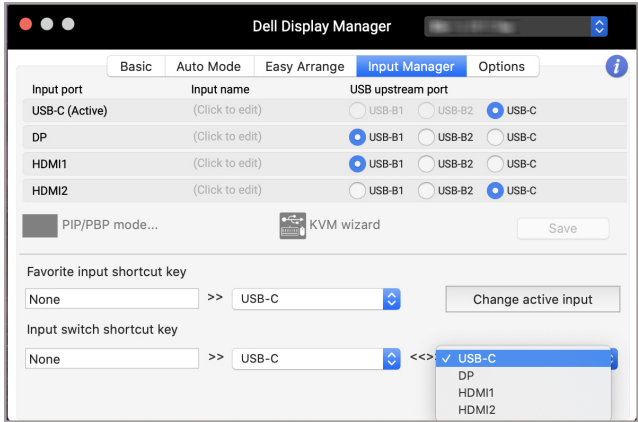 Dell Display Manager
Basic Auto Mode Easy Arrange Input Manager Options i
Input port Input name USB upstream port
USB-C (Active) (Click to edit) USB-B1 USB-B2 USB-C
DP (Click to edit) USB-B1 USB-B2 USB-C
HDMI1 (Click to edit) USB-B1 USB-B2 USB-C
HDMI2 (Click to edit) USB-B1 USB-B2 USB-C
PIP/PBP mode... KVM wizard Save
Favorite input shortcut key
None >> USB-C Change active input
Input switch shortcut key
None >> USB-C <<>> ✓ USB-C
DP
HDMI1
HDMI2